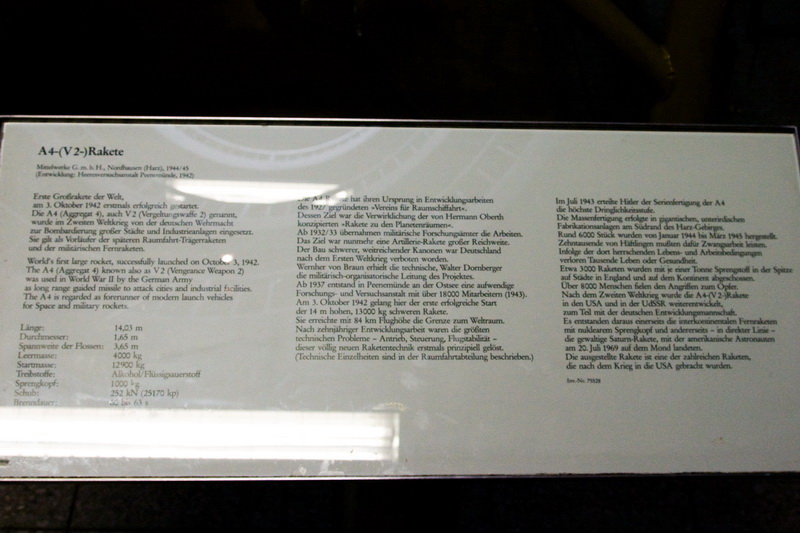 A4-(V2-)Rakete
Mittelwerke G.m.b.H., Nordhausen (Harz), 1944/45
(Entwicklung: Heeresversuchsanstalt Peenemünde, 1942)
Erste Großrakete der Welt,
am 3. Oktober 1942 erstmals erfolgreich gestartet.
Die A4 (Aggregat 4), auch V2 (Vergeltungswaffe 2) genannt,
wurde im Zweiten Weltkrieg von der deutschen Wehrmacht
zur Bombardierung großer Städte und Industrieanlagen eingesetzt.
Sie gilt als Vorläufer der späteren Raumfahrt-Trägerraketen
und der militärischen Fernraketen.
World's first large rocket, successfully launched on October 3, 1942.
The A4 (Aggregat 4) known also as V2 (Vengeance Weapon 2)
was used in World War II by the German Army
as long range guided missile to attack cities and industrial facilities.
The A4 is regarded as forerunner of modern launch vehicles
for Space and military rockets.
Länge: 14,03 m
Durchmesser: 1,65 m
Spannweite der Flossen: 3,65 m
Leermasse: 4000 kg
Startmasse: 12900 kg
Treibstoffe: Alkohol/Flüssigsauerstoff
Sprengkopf: 1000 kg
Schub: 252 kN (25170 kp)
Brenndauer: bis 63 s
Die A4-Rakete hat ihren Ursprung in Entwicklungsarbeiten
des 1927 gegründeten »Vereins für Raumschiffahrt«.
Dessen Ziel war die Verwirklichung der von Hermann Oberth
konzipierten »Rakete zu den Planetenräumen«.
Ab 1932/33 übernahmen militärische Forschungsämter die Arbeiten.
Das Ziel war nunmehr eine Artillerie-Rakete großer Reichweite.
Der Bau schwerer, weitreichender Kanonen war Deutschland
nach dem Ersten Weltkrieg verboten worden.
Wernher von Braun erhielt die technische, Walter Dornberger
die militärisch-organisatorische Leitung des Projektes.
Ab 1937 entstand in Peenemünde an der Ostsee eine aufwendige
Forschungs- und Versuchsanstalt mit über 18000 Mitarbeitern (1943).
Am 3. Oktober 1942 gelang hier der erste erfolgreiche Start
der 14 m hohen, 13000 kg schweren Rakete.
Sie erreichte mit 84 km Flughöhe die Grenze zum Weltraum.
Nach zehnjähriger Entwicklungsarbeit waren die größten
technischen Probleme – Antrieb, Steuerung, Flugstabilität –
dieser völlig neuen Raketentechnik erstmals prinzipiell gelöst.
(Technische Einzelheiten sind in der Raumfahrtabteilung beschrieben.)
Im Juli 1943 erteilte Hitler der Serienfertigung der A4
die höchste Dringlichkeitsstufe.
Die Massenfertigung erfolgte in gigantischen, unterirdischen
Fabrikationsanlagen am Südrand des Harz-Gebirges.
Rund 6000 Stück wurden von Januar 1944 bis März 1945 hergestellt.
Zehntausende von Häftlingen mußten dafür Zwangsarbeit leisten.
Infolge der dort herrschenden Lebens- und Arbeitsbedingungen
verloren Tausende Leben oder Gesundheit.
Etwa 3000 Raketen wurden mit je einer Tonne Sprengstoff in der Spitze
auf Städte in England und auf dem Kontinent abgeschossen.
Über 8000 Menschen fielen den Angriffen zum Opfer.
Nach dem Zweiten Weltkrieg wurde die A4-(V2-)Rakete
in den USA und in der UdSSR weiterentwickelt,
zum Teil mit der deutschen Entwicklungsmannschaft.
Es entstanden daraus einerseits die interkontinentalen Fernraketen
mit nuklearem Sprengkopf und andererseits – in direkter Linie –
die gewaltige Saturn-Rakete, mit der amerikanische Astronauten
am 20. Juli 1969 auf dem Mond landeten.
Die ausgestellte Rakete ist eine der zahlreichen Raketen,
die nach dem Krieg in die USA gebracht wurden.
Inv.-Nr. 79528